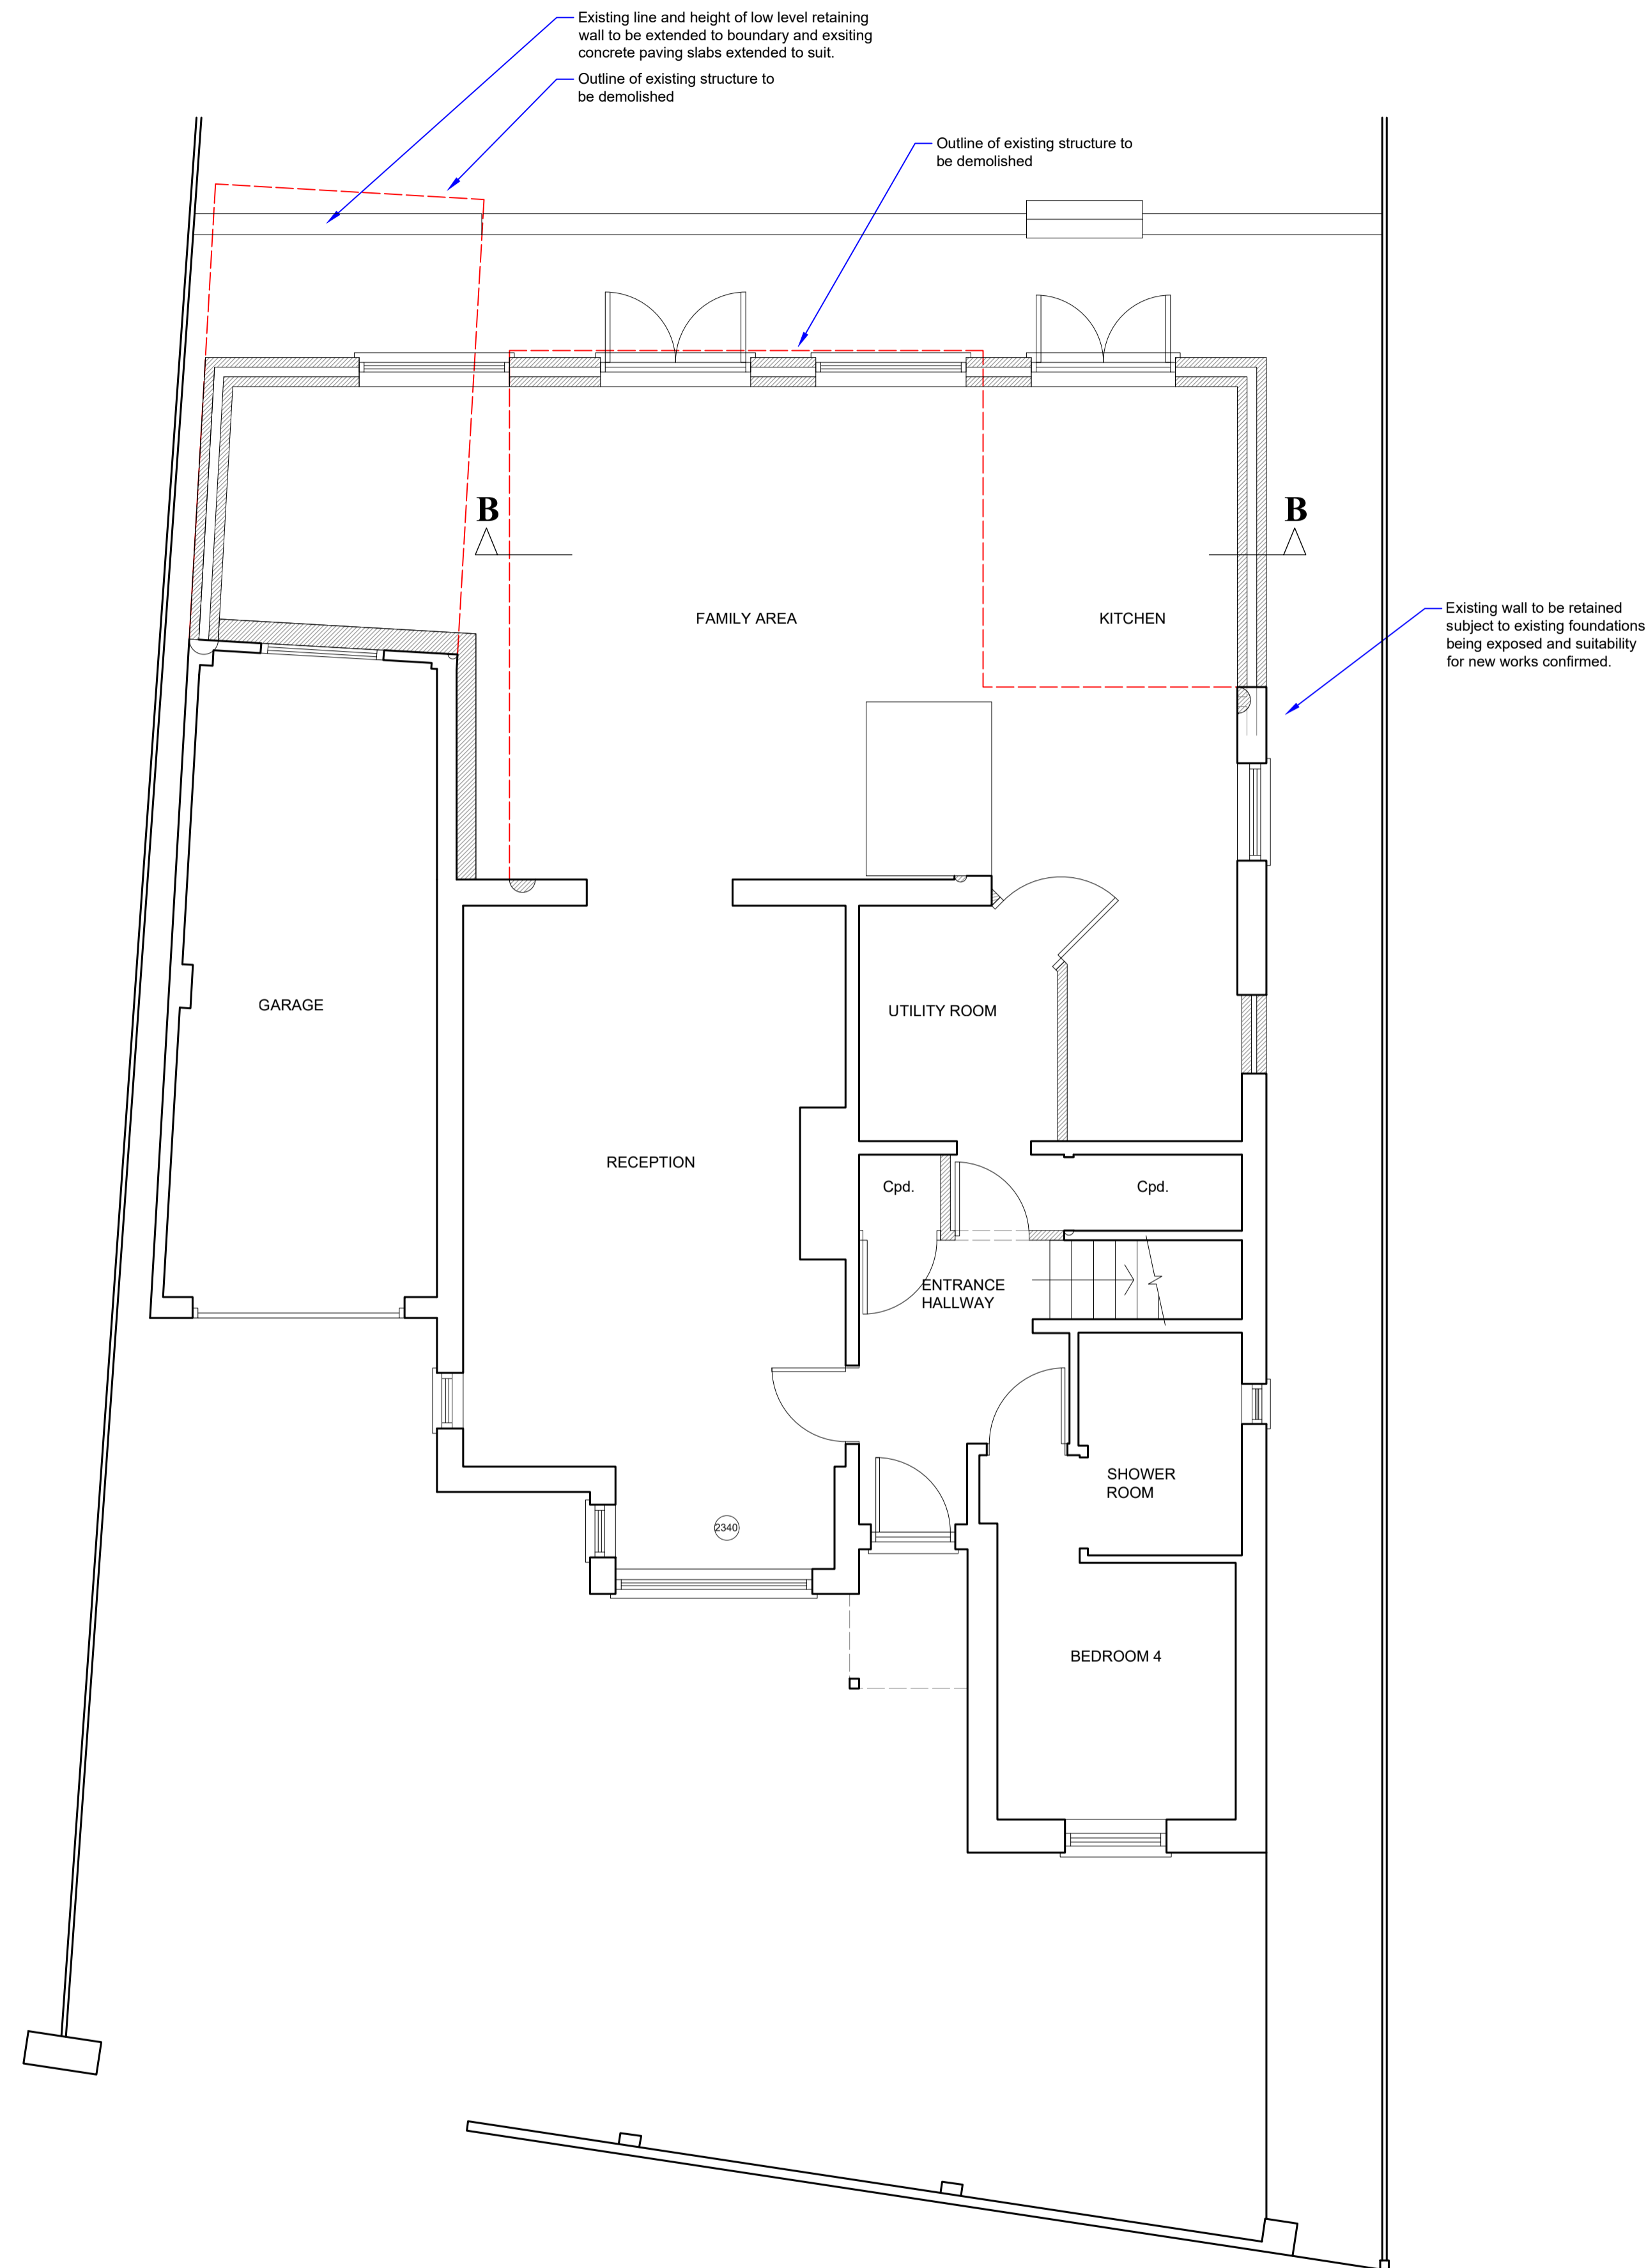 Existing line and height of low level retaining
wall to be extended to boundary and exsiting
concrete paving slabs extended to suit.
Outline of existing structure to
be demolished
Outline of existing structure to
be demolished
B
B
FAMILY AREA
KITCHEN
Existing wall to be retained
subject to existing foundations
being exposed and suitability
for new works confirmed.
GARAGE
UTILITY ROOM
RECEPTION
Cpd.
Cpd.
ENTRANCE
HALLWAY
SHOWER
ROOM
2340
BEDROOM 4